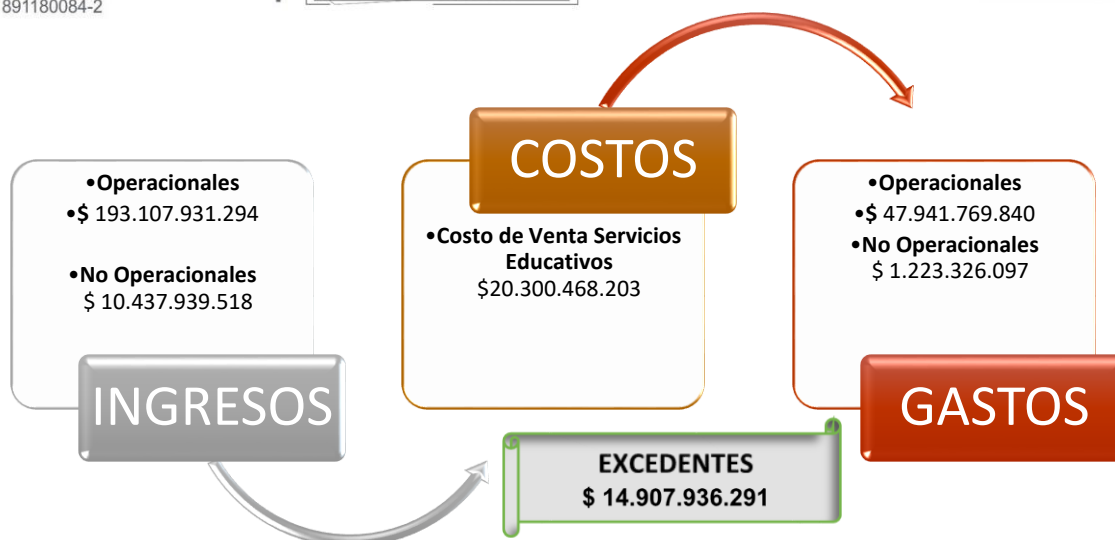 891180084-2
•Operacionales
•$ 193.107.931.294
•No Operacionales
$ 10.437.939.518
INGRESOS
COSTOS
•Costo de Venta Servicios
Educativos
$20.300.468.203
•Operacionales
•$ 47.941.769.840
•No Operacionales
$ 1.223.326.097
GASTOS
EXCEDENTES
$ 14.907.936.291